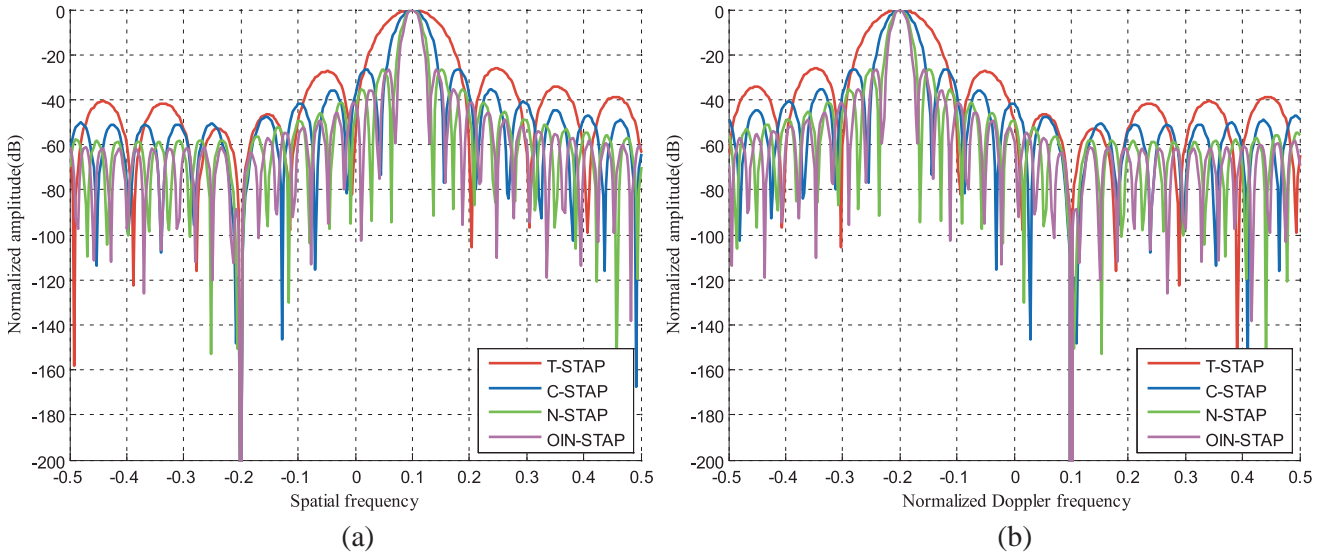 0
-20
-40
-60
-80
-100
-120
-140
-160
-180
-200
Normalized amplitude(dB)
-0.5 -0.4 -0.3 -0.2 -0.1 0 0.1 0.2 0.3 0.4 0.5
Spatial frequency
T-STAP
C-STAP
N-STAP
OIN-STAP
(a)
0
-20
-40
-60
-80
-100
-120
-140
-160
-180
-200
Normalized amplitude(dB)
-0.5 -0.4 -0.3 -0.2 -0.1 0 0.1 0.2 0.3 0.4 0.5
Normalized Doppler frequency
T-STAP
C-STAP
N-STAP
OIN-STAP
(b)